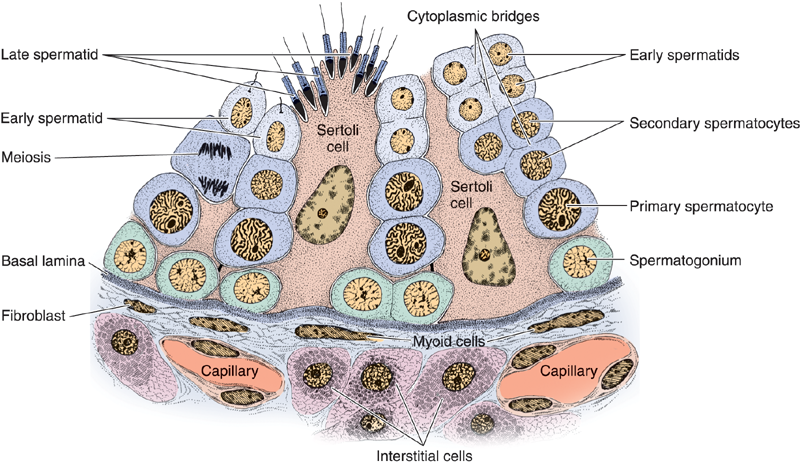 Cytoplasmic bridges
Late spermatid
Early spermatids
Early spermatid
Sertoli
cell
Secondary spermatocytes
Meiosis
Sertoli
cell
Primary spermatocyte
Basal lamina
Spermatogonium
Fibroblast
Myoid cells
Capillary
Capillary
Interstitial cells